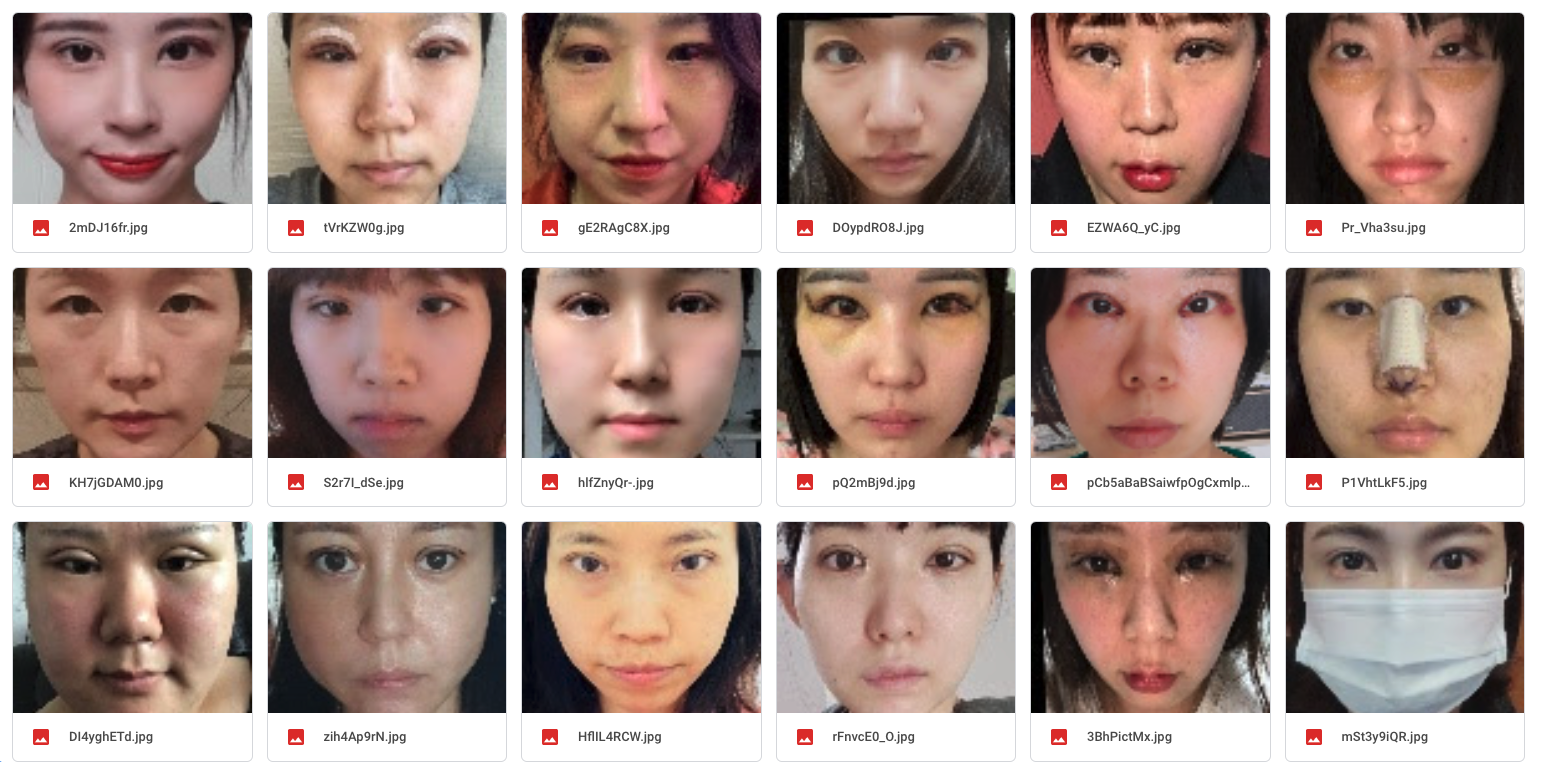 2mDJ16fr.jpg
tVrKZW0g.jpg
gE2RAgC8X.jpg
DOypdRO8J.jpg
EZWA6Q_yC.jpg
Pr_Vha3su.jpg
KH7jGDAM0.jpg
S2r7I_dSe.jpg
hlfZnyQr-.jpg
pQ2mBj9d.jpg
pCb5aBaBSaiwfpOgCxmlp...
P1VhtLkF5.jpg
DI4yghETd.jpg
zih4Ap9rN.jpg
HflIL4RCW.jpg
rFnvcE0_O.jpg
3BhPictMx.jpg
mSt3y9iQR.jpg